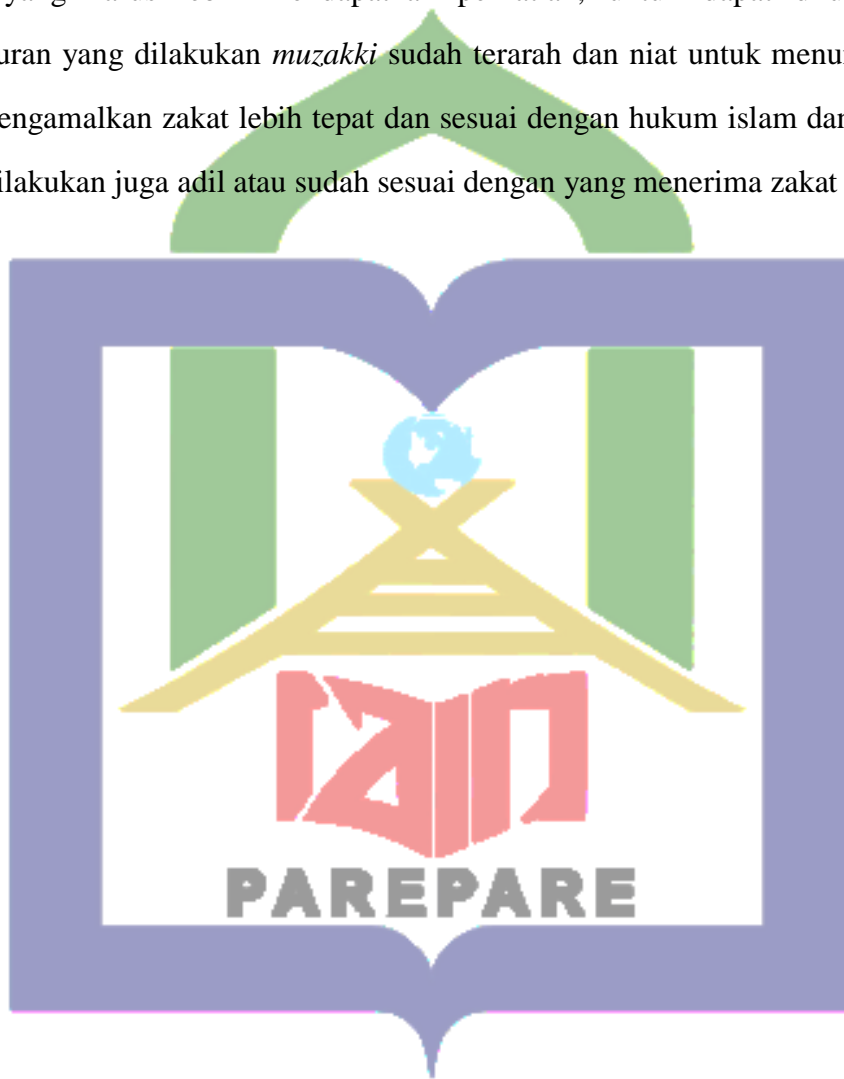 uran yang dilakukan muzakki sudah terarah dan niat untuk menu
engamalkan zakat lebih tepat dan sesuai dengan hukum islam dan
ilakukan juga adil atau sudah sesuai dengan yang menerima zakat
iain
PAREPARE